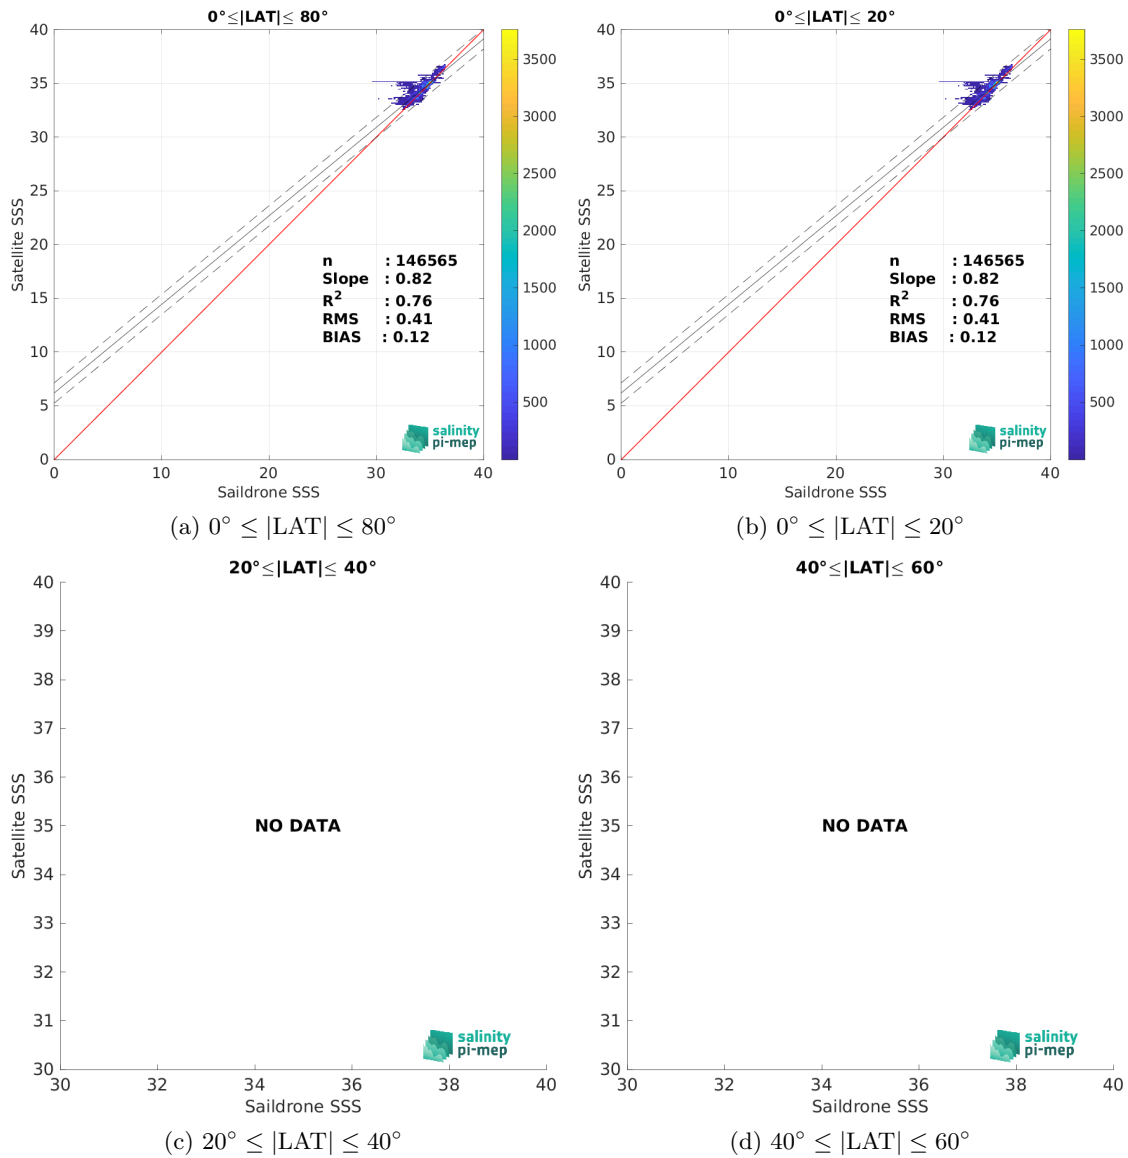 0°≤|LAT|≤ 80°
40
35
30
25
20
15
10
5
0
Satellite SSS
n : 146565
Slope : 0.82
R² : 0.76
RMS : 0.41
BIAS : 0.12
salinity
pi-mep
0 10 20 30 40
Saildrone SSS
3500
3000
2500
2000
1500
1000
500
(a) 0° ≤ |LAT| ≤ 80°
0°≤|LAT|≤ 20°
40
35
30
25
20
15
10
5
0
Satellite SSS
n : 146565
Slope : 0.82
R² : 0.76
RMS : 0.41
BIAS : 0.12
salinity
pi-mep
0 10 20 30 40
Saildrone SSS
3500
3000
2500
2000
1500
1000
500
(b) 0° ≤ |LAT| ≤ 20°
20°≤|LAT|≤ 40°
40
39
38
37
36
35
34
33
32
31
30
Satellite SSS
NO DATA
salinity
pi-mep
30 32 34 36 38 40
Saildrone SSS
(c) 20° ≤ |LAT| ≤ 40°
40°≤|LAT|≤ 60°
40
39
38
37
36
35
34
33
32
31
30
Satellite SSS
NO DATA
salinity
pi-mep
30 32 34 36 38 40
Saildrone SSS
(d) 40° ≤ |LAT| ≤ 60°